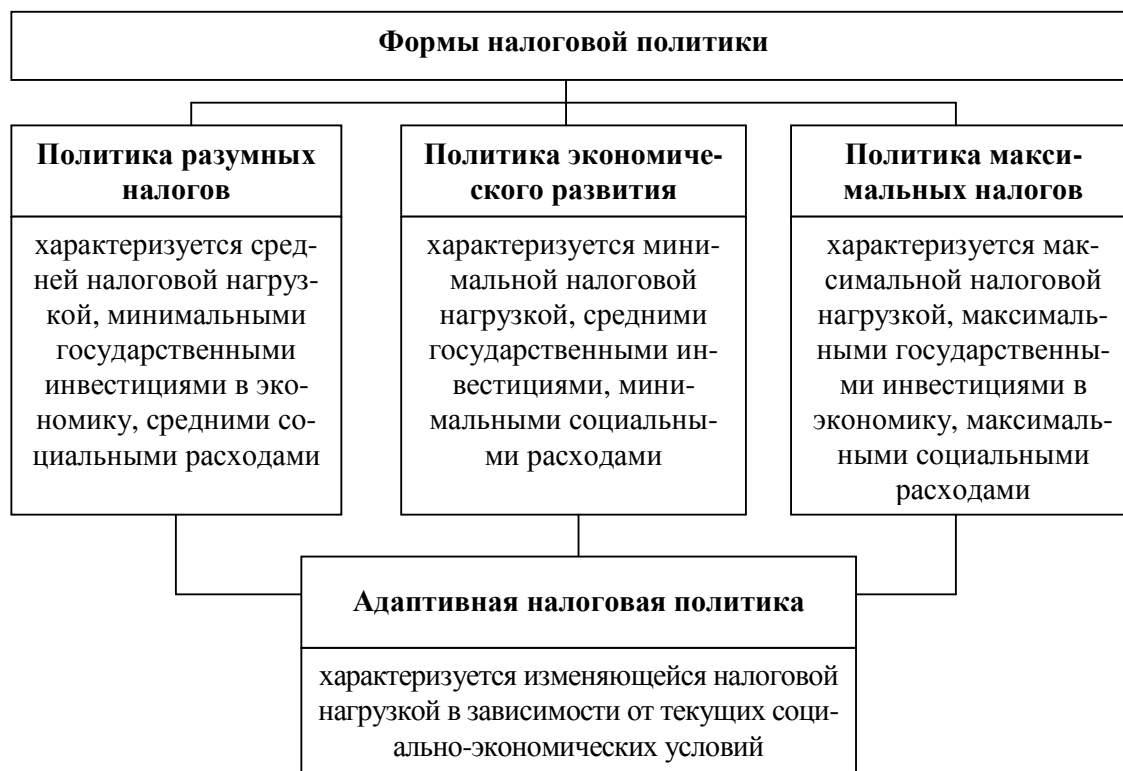 Формы налоговой политики
Политика разумных
налогов
характеризуется сред-
ней налоговой нагруз-
кой, минимальными
государственными
инвестициями в эко-
номику, средними со-
циальными расходами
Политика экономиче-
ского развития
характеризуется мини-
мальной налоговой
нагрузкой, средними
государственными ин-
вестициями, мини-
мальными социальны-
ми расходами
Политика макси-
мальных налогов
характеризуется мак-
симальной налоговой
нагрузкой, максималь-
ными государственны-
ми инвестициями в
экономику, максималь-
ными социальными
расходами
Адаптивная налоговая политика
характеризуется изменяющейся налоговой
нагрузкой в зависимости от текущих соци-
ально-экономических условий